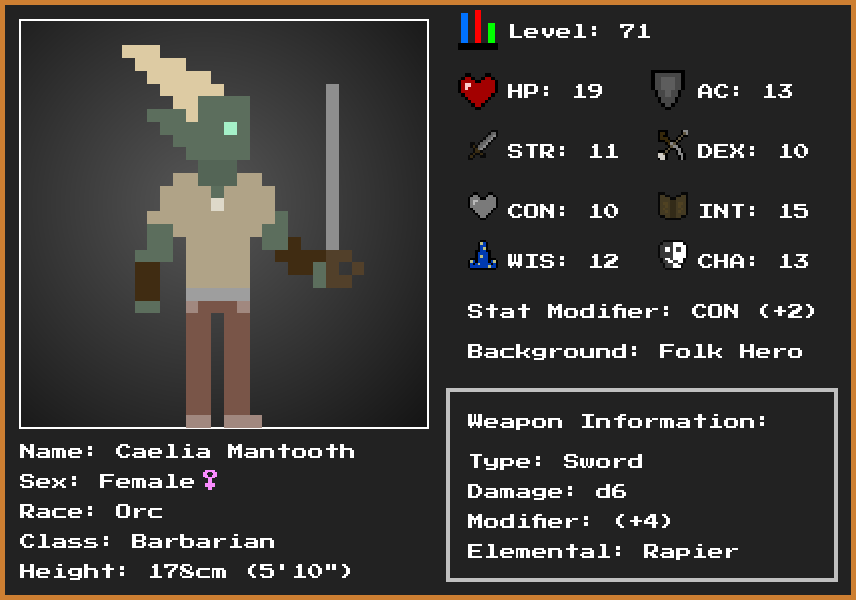 Level: 71
HP: 19 AC: 13
STR: 11 DEX: 10
CON: 10 INT: 15
WIS: 12 CHA: 13
Stat Modifier: CON (+2)
Background: Folk Hero
Weapon Information:
Type: Sword
Damage: d6
Modifier: (+4)
Elemental: Rapier
Name: Caelia Mantooth
Sex: Female♀
Race: Orc
Class: Barbarian
Height: 178cm (5'10")